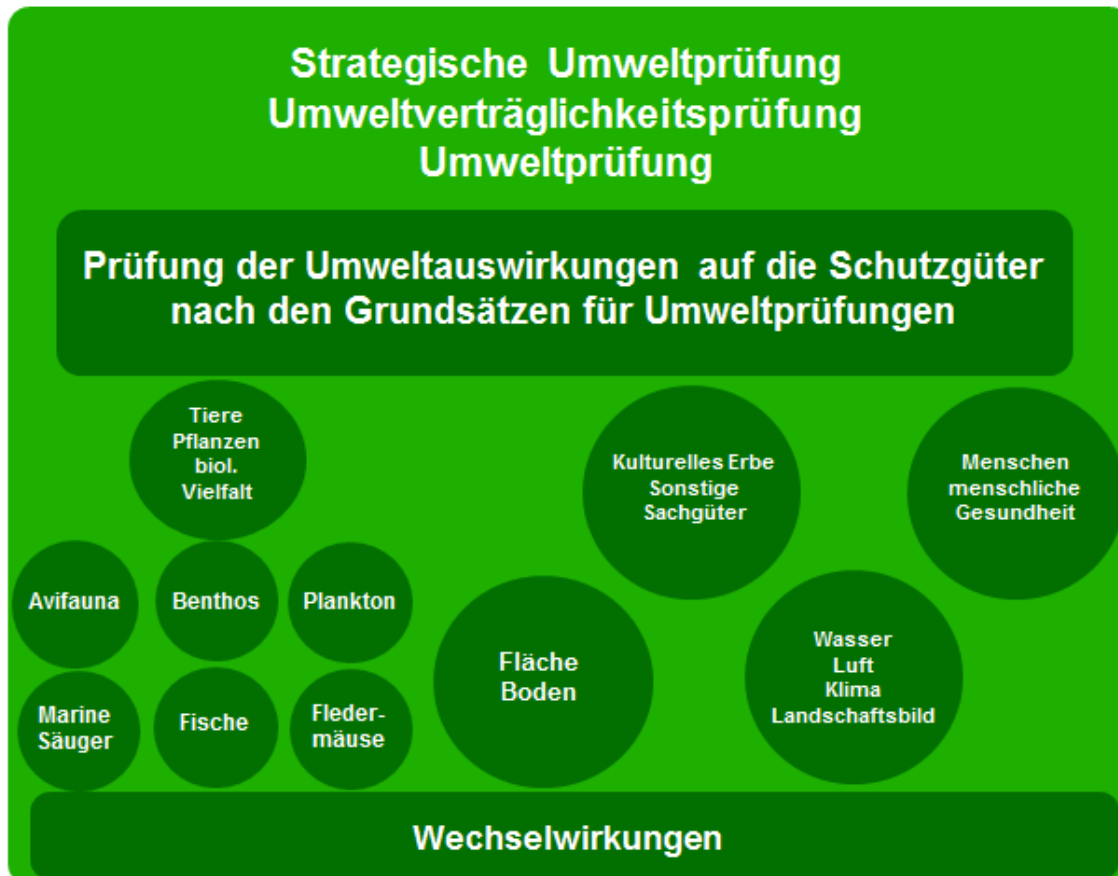 Strategische Umweltprüfung
Umweltverträglichkeitsprüfung
Umweltprüfung
Prüfung der Umweltauswirkungen auf die Schutzgüter
nach den Grundsätzen für Umweltprüfungen
Tiere
Pflanzen
biol.
Vielfalt
Kulturelles Erbe
Sonstige
Sachgüter
Menschen
menschliche
Gesundheit
Avifauna
Benthos
Plankton
Marine
Säuger
Fische
Fleder-
mäuse
Fläche
Boden
Wasser
Luft
Klima
Landschaftsbild
Wechselwirkungen